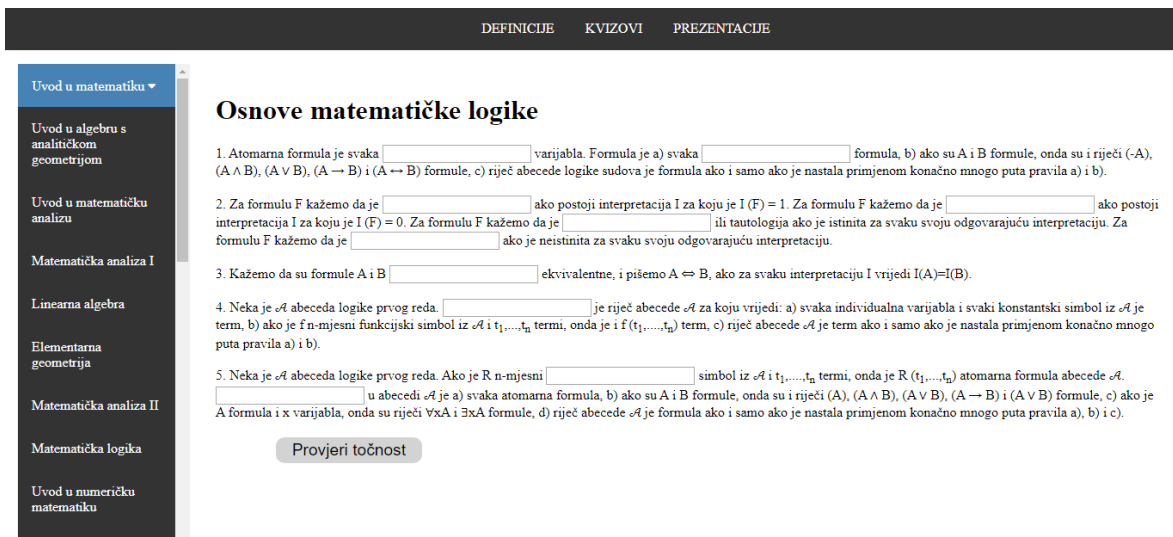 DEFINICIJE KVIZOVI PREZENTACIJE
Uvod u matematiku
Uvod u algebru s
analitičkom
geometrijom
Uvod u matematičku
analizu
Matematička analiza I
Linearna algebra
Elementarna
geometrija
Matematička analiza II
Matematička logika
Uvod u numeričku
matematiku
Osnove matematičke logike
1. Atomarna formula je svaka varijabla. Formula je a) svaka formula, b) ako su A i B formule, onda su i riječi (-A),
(A ∧ B), (A ∨ B), (A → B) i (A ↔ B) formule, c) riječ abecede logike sudova je formula ako i samo ako je nastala primjenom konačno mnogo puta pravila a) i b).
2. Za formulu F kažemo da je ako postoji interpretacija I za koju je I (F) = 1. Za formulu F kažemo da je ako postoji
interpretacija I za koju je I (F) = 0. Za formulu F kažemo da je ili tautologija ako je istinita za svaku svoju odgovarajuću interpretaciju. Za
formulu F kažemo da je ako je neistinita za svaku svoju odgovarajuću interpretaciju.
3. Kažemo da su formule A i B ekvivalentne, i pišemo A ⇔ B, ako za svaku interpretaciju I vrijedi I(A)=I(B).
4. Neka je 𝒜 abeceda logike prvog reda. je riječ abecede 𝒜 za koju vrijedi: a) svaka individualna varijabla i svaki konstantski simbol iz 𝒜 je
term, b) ako je f n-mjesni funkcijski simbol iz 𝒜 i t₁,...,tₙ termi, onda je i f (t₁,....,tₙ) term, c) riječ abecede 𝒜 je term ako i samo ako je nastala primjenom konačno mnogo
puta pravila a) i b).
5. Neka je 𝒜 abeceda logike prvog reda. Ako je R n-mjesni simbol iz 𝒜 i t₁,....,tₙ termi, onda je R (t₁,...,tₙ) atomarna formula abecede 𝒜.
u abecedi 𝒜 je a) svaka atomarna formula, b) ako su A i B formule, onda su i riječi (A), (A ∧ B), (A ∨ B), (A → B) i (A ∨ B) formule, c) ako je
A formula i x varijabla, onda su riječi ∀xA i ∃xA formule, d) riječ abecede 𝒜 je formula ako i samo ako je nastala primjenom konačno mnogo puta pravila a), b) i c).
Provjeri točnost